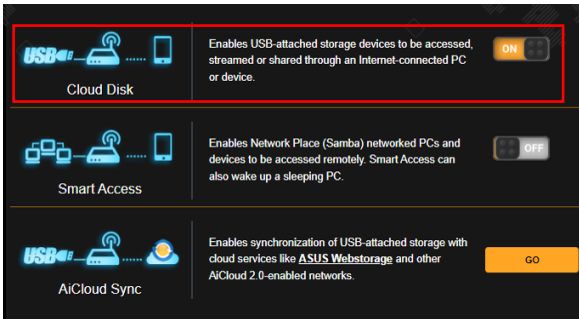 USB
Cloud Disk
Enables USB-attached storage devices to be accessed,
streamed or shared through an Internet-connected PC
or device.
ON
Smart Access
Enables Network Place (Samba) networked PCs and
devices to be accessed remotely. Smart Access can
also wake up a sleeping PC.
OFF
USB
AiCloud Sync
Enables synchronization of USB-attached storage with
cloud services like ASUS Webstorage and other
AiCloud 2.0-enabled networks.
GO